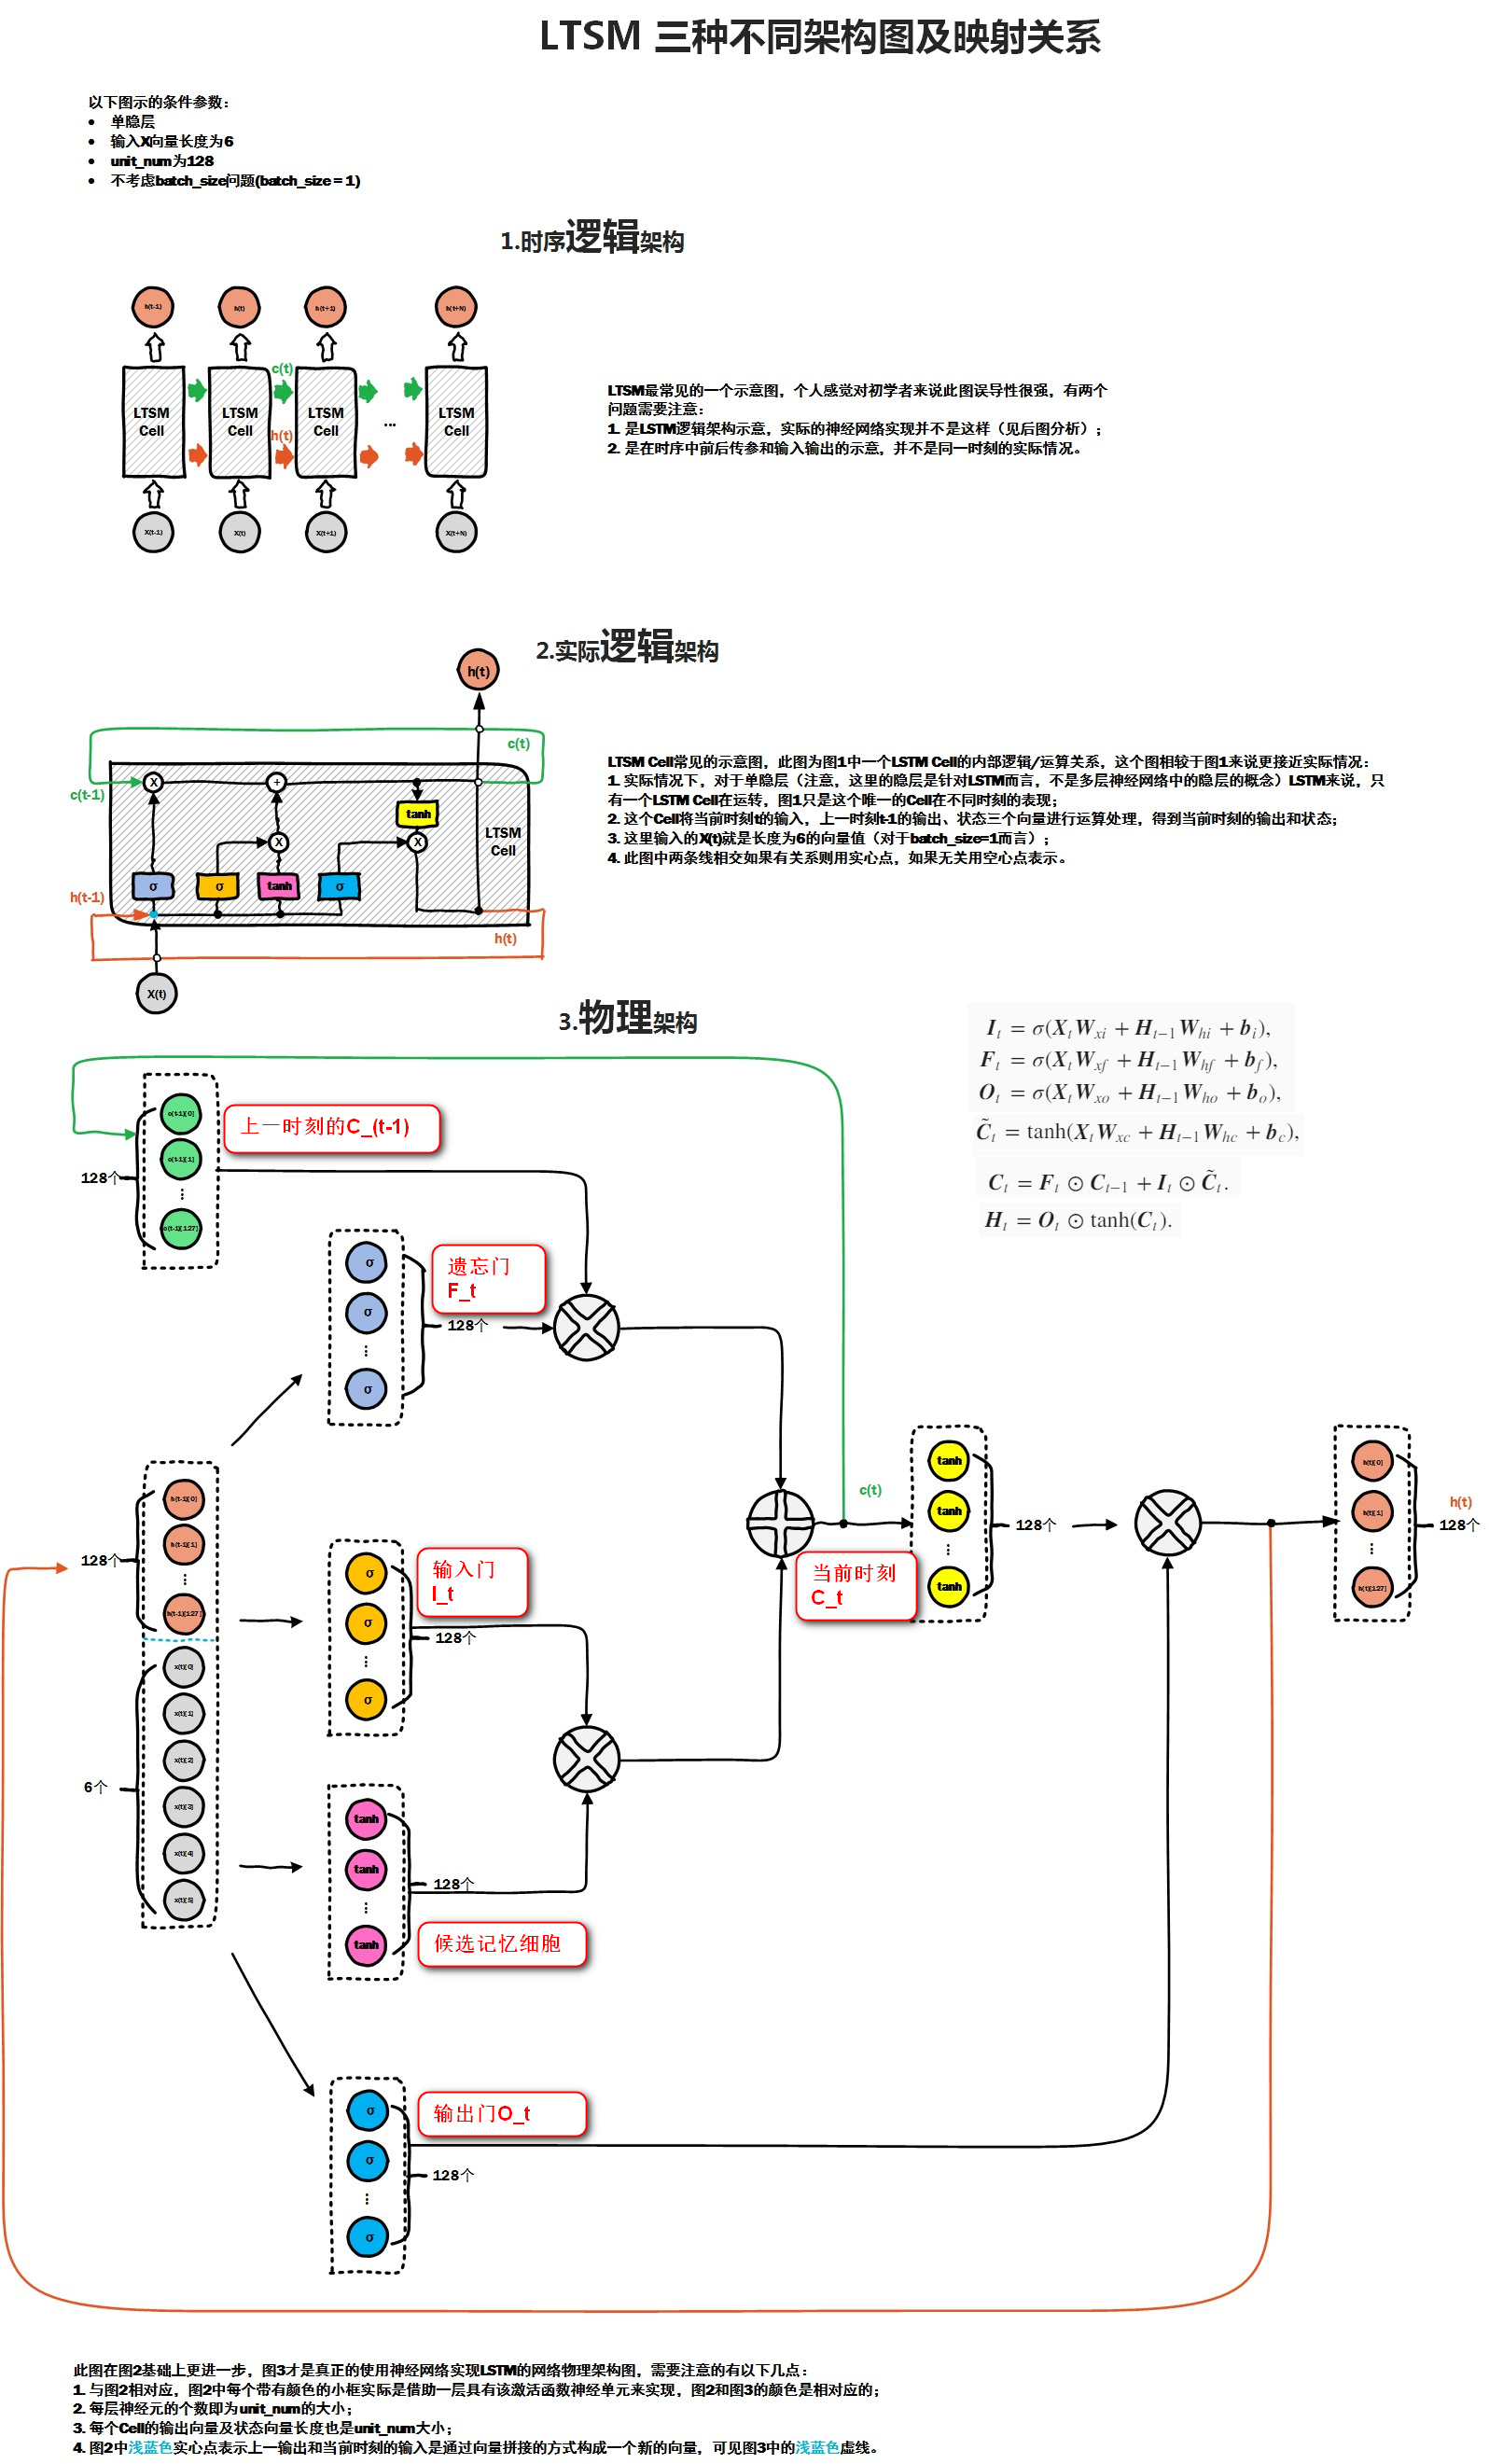 LTSM 三种不同架构图及映射关系
以下图示的条件参数：
• 单隐层
• 输入X向量长度为6
• unit_num为128
• 不考虑batch_size问题(batch_size＝1)
1.时序逻辑架构
h(t-1) h(t) h(t+1) h(t+N)
c(t)
LTSM Cell LTSM Cell LTSM Cell ... LTSM Cell
h(t)
X(t-1) X(t) X(t+1) X(t+N)
LTSM最常见的一个示意图，个人感觉对初学者来说此图误导性很强，有两个
问题需要注意：
1. 是LSTM逻辑架构示意，实际的神经网络实现并不是这样（见后图分析）；
2. 是在时序中前后传参和输入输出的示意，并不是同一时刻的实际情况。
2.实际逻辑架构
h(t)
c(t)
X +
c(t-1)
tanh
X X
LTSM
Cell
σ σ tanh σ
h(t-1)
h(t)
X(t)
LTSM Cell常见的示意图，此图为图1中一个LSTM Cell的内部逻辑/运算关系，这个图相较于图1来说更接近实际情况：
1. 实际情况下，对于单隐层（注意，这里的隐层是针对LSTM而言，不是多层神经网络中的隐层的概念）LSTM来说，只
有一个LSTM Cell在运转，图1只是这个唯一的Cell在不同时刻的表现；
2. 这个Cell将当前时刻t的输入，上一时刻t-1的输出、状态三个向量进行运算处理，得到当前时刻的输出和状态；
3. 这里输入的X(t)就是长度为6的向量值（对于batch_size=1而言）；
4. 此图中两条线相交如果有关系则用实心点，如果无关用空心点表示。
3.物理架构
I_t = σ(X_t W_xi + H_t−1 W_hi + b_i),
F_t = σ(X_t W_xf + H_t−1 W_hf + b_f),
O_t = σ(X_t W_xo + H_t−1 W_ho + b_o),
C̃_t = tanh(X_t W_xc + H_t−1 W_hc + b_c),
C_t = F_t ⊙ C_t−1 + I_t ⊙ C̃_t.
H_t = O_t ⊙ tanh(C_t).
c(t-1)[0]
c(t-1)[1]
⋮
c(t-1)[127]
128个
上一时刻的C_(t-1)
σ
σ
⋮
σ
遗忘门
F_t
128个
h(t-1)[0]
h(t-1)[1]
⋮
h(t-1)[127]
128个
x(t)[0]
x(t)[1]
x(t)[2]
x(t)[2]
x(t)[4]
x(t)[5]
6个
σ
σ
⋮
σ
输入门
I_t
128个
tanh
tanh
⋮
tanh
128个
候选记忆细胞
c(t)
当前时刻
C_t
tanh
tanh
⋮
tanh
128个
h(t)[0]
h(t)[1]
⋮
h(t)[127]
h(t)
128个
σ
σ
⋮
σ
输出门O_t
128个
此图在图2基础上更进一步，图3才是真正的使用神经网络实现LSTM的网络物理架构图，需要注意的有以下几点：
1. 与图2相对应，图2中每个带有颜色的小框实际是借助一层具有该激活函数神经单元来实现，图2和图3的颜色是相对应的；
2. 每层神经元的个数即为unit_num的大小；
3. 每个Cell的输出向量及状态向量长度也是unit_num大小；
4. 图2中浅蓝色实心点表示上一输出和当前时刻的输入是通过向量拼接的方式构成一个新的向量，可见图3中的浅蓝色虚线。